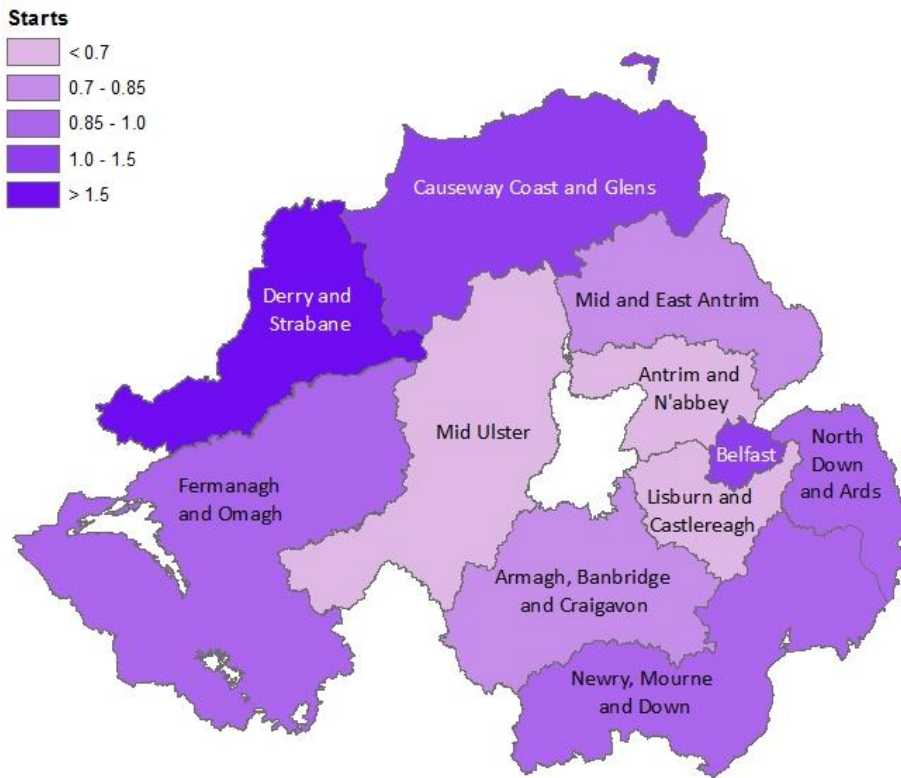 Starts
< 0.7
0.7 - 0.85
0.85 - 1.0
1.0 - 1.5
> 1.5
Causeway Coast and Glens
Derry and
Strabane
Mid and East Antrim
Antrim and
N'abbey
Mid Ulster
Belfast
North
Down
and Ards
Fermanagh
and Omagh
Lisburn and
Castlereagh
Armagh, Banbridge
and Craigavon
Newry, Mourne
and Down